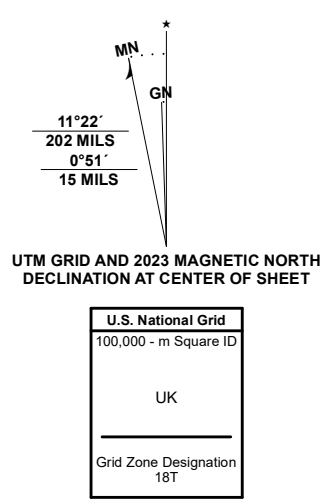 MN
GN
11°22´
202 MILS
0°51´
15 MILS
UTM GRID AND 2023 MAGNETIC NORTH
DECLINATION AT CENTER OF SHEET
U.S. National Grid
100,000 - m Square ID
UK
Grid Zone Designation
18T